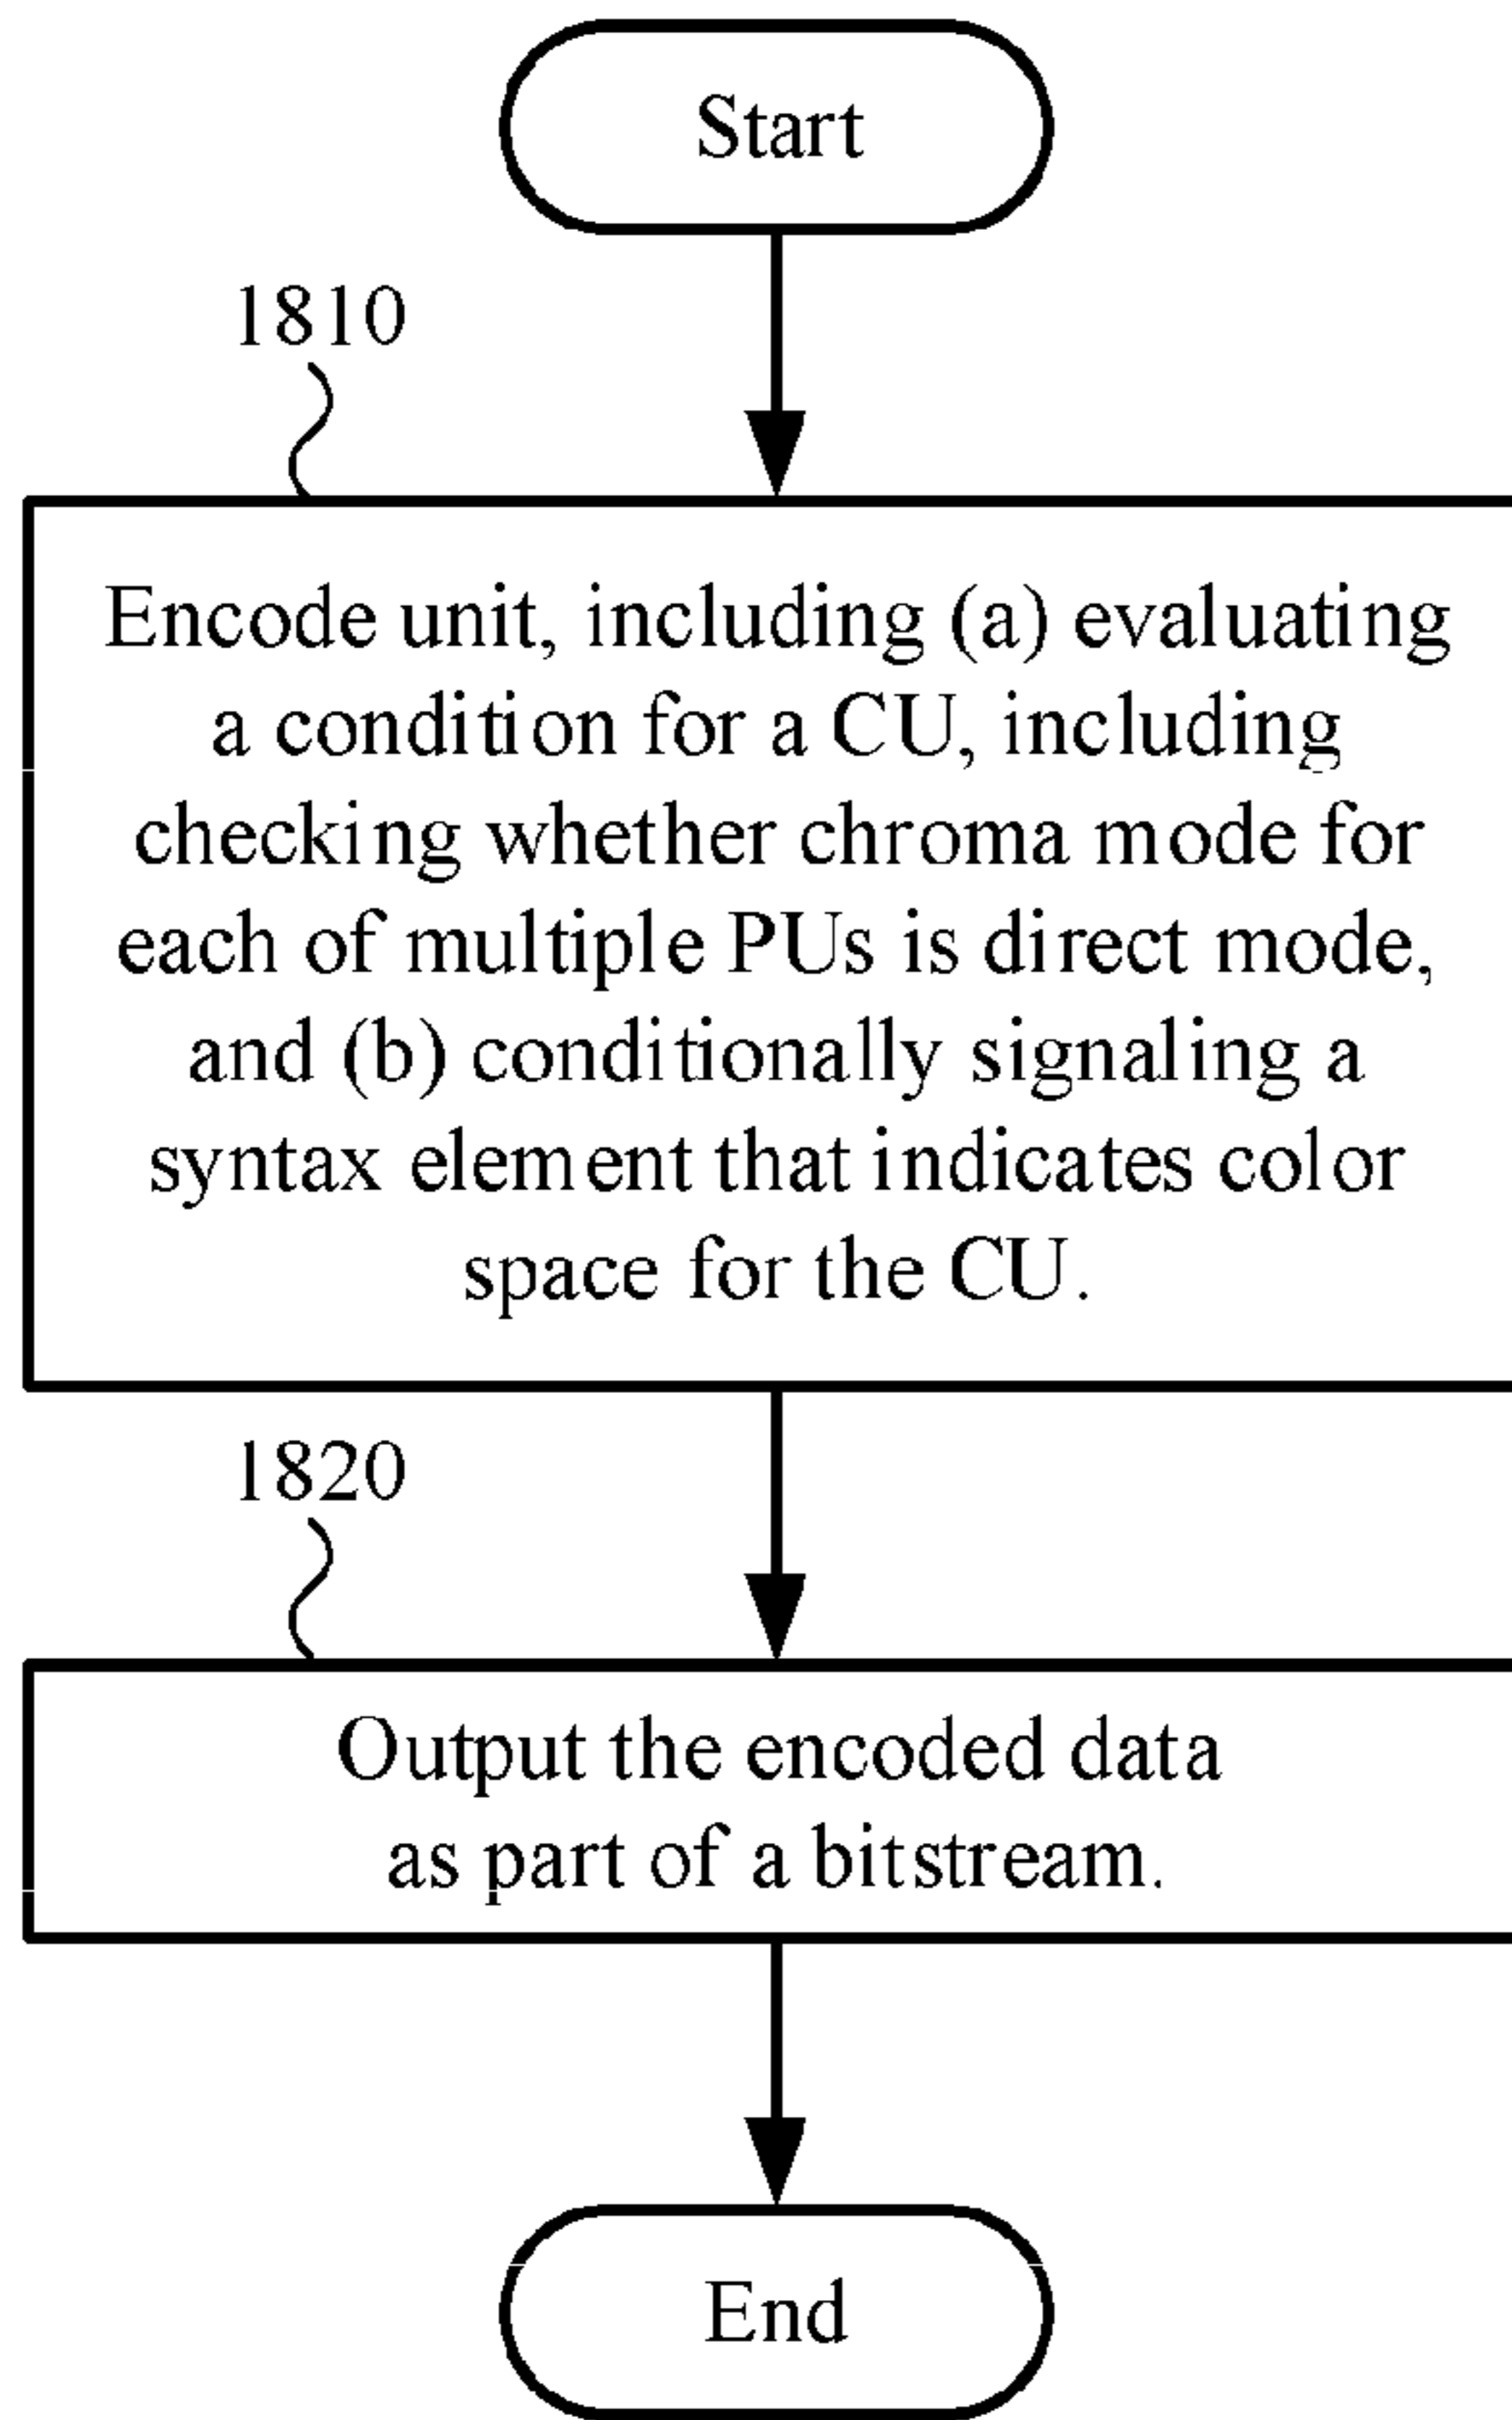 Start
1810
Encode unit, including (a) evaluating
a condition for a CU, including
checking whether chroma mode for
each of multiple PUs is direct mode,
and (b) conditionally signaling a
syntax element that indicates color
space for the CU.
1820
Output the encoded data
as part of a bitstream.
End